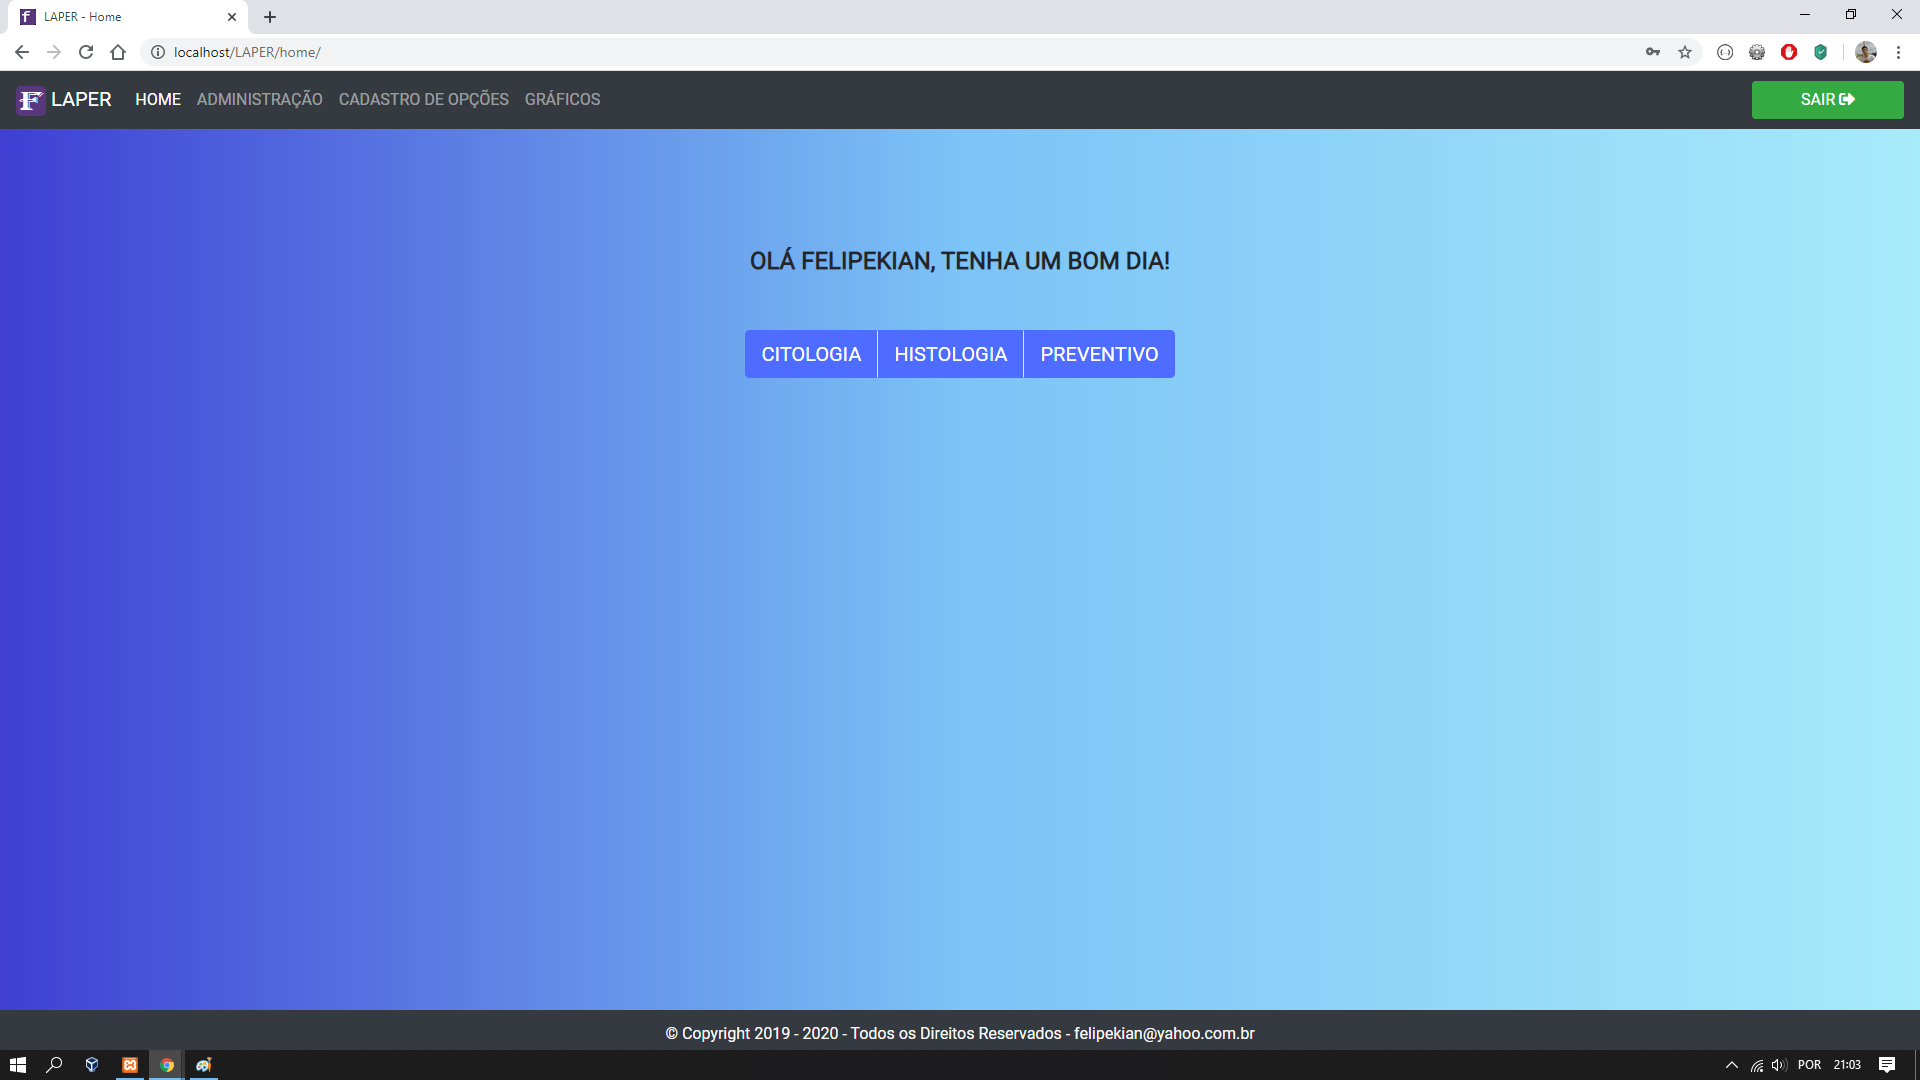 LAPER - Home
localhost/LAPER/home/
LAPER HOME ADMINISTRAÇÃO CADASTRO DE OPÇÕES GRÁFICOS SAIR
OLÁ FELIPEKIAN, TENHA UM BOM DIA!
CITOLOGIA HISTOLOGIA PREVENTIVO
© Copyright 2019 - 2020 - Todos os Direitos Reservados - felipekian@yahoo.com.br
POR 21:03